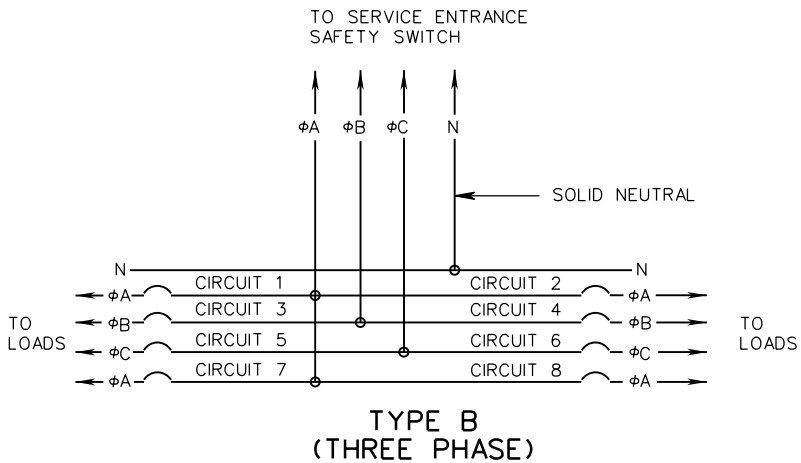 TO SERVICE ENTRANCE
SAFETY SWITCH
ϕA ϕB ϕC N
SOLID NEUTRAL
N N
CIRCUIT 1 CIRCUIT 2
ϕA ϕA
CIRCUIT 3 CIRCUIT 4
ϕB ϕB
TO
LOADS
TO
LOADS
CIRCUIT 5 CIRCUIT 6
ϕC ϕC
CIRCUIT 7 CIRCUIT 8
ϕA ϕA
TYPE B
(THREE PHASE)